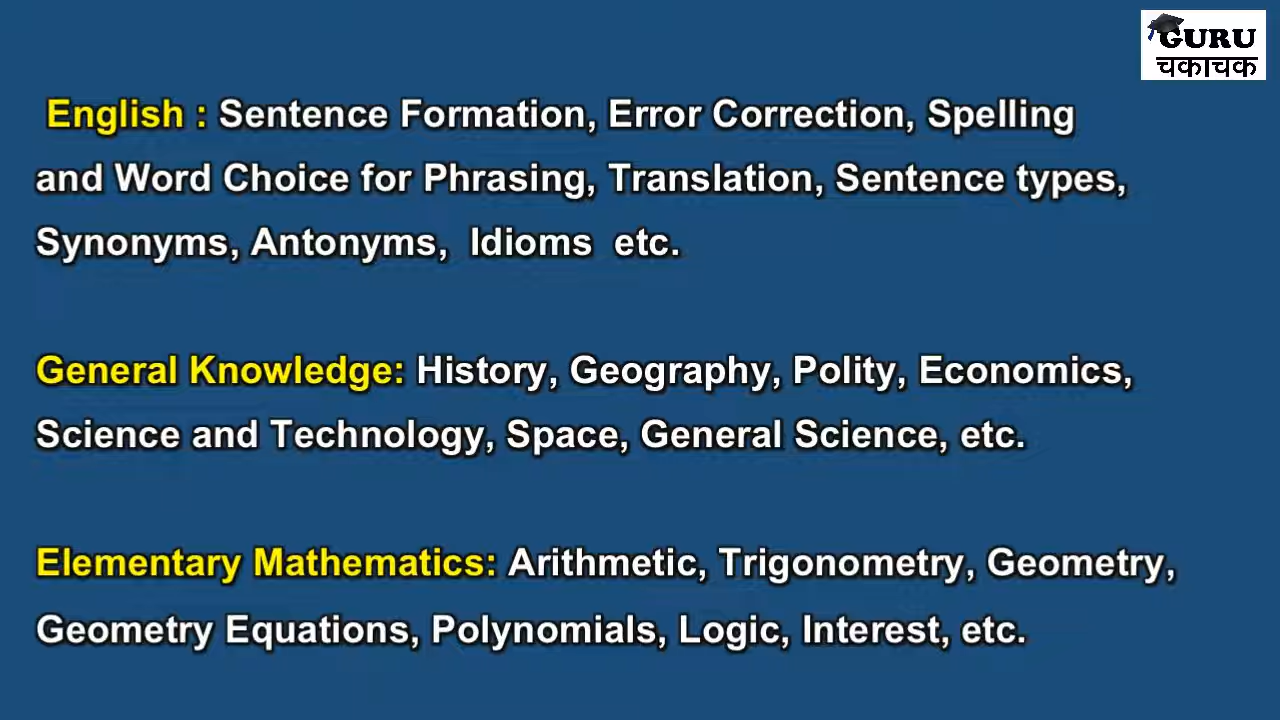 GURU
चकाचक
English : Sentence Formation, Error Correction, Spelling
and Word Choice for Phrasing, Translation, Sentence types,
Synonyms, Antonyms, Idioms etc.
General Knowledge: History, Geography, Polity, Economics,
Science and Technology, Space, General Science, etc.
Elementary Mathematics: Arithmetic, Trigonometry, Geometry,
Geometry Equations, Polynomials, Logic, Interest, etc.